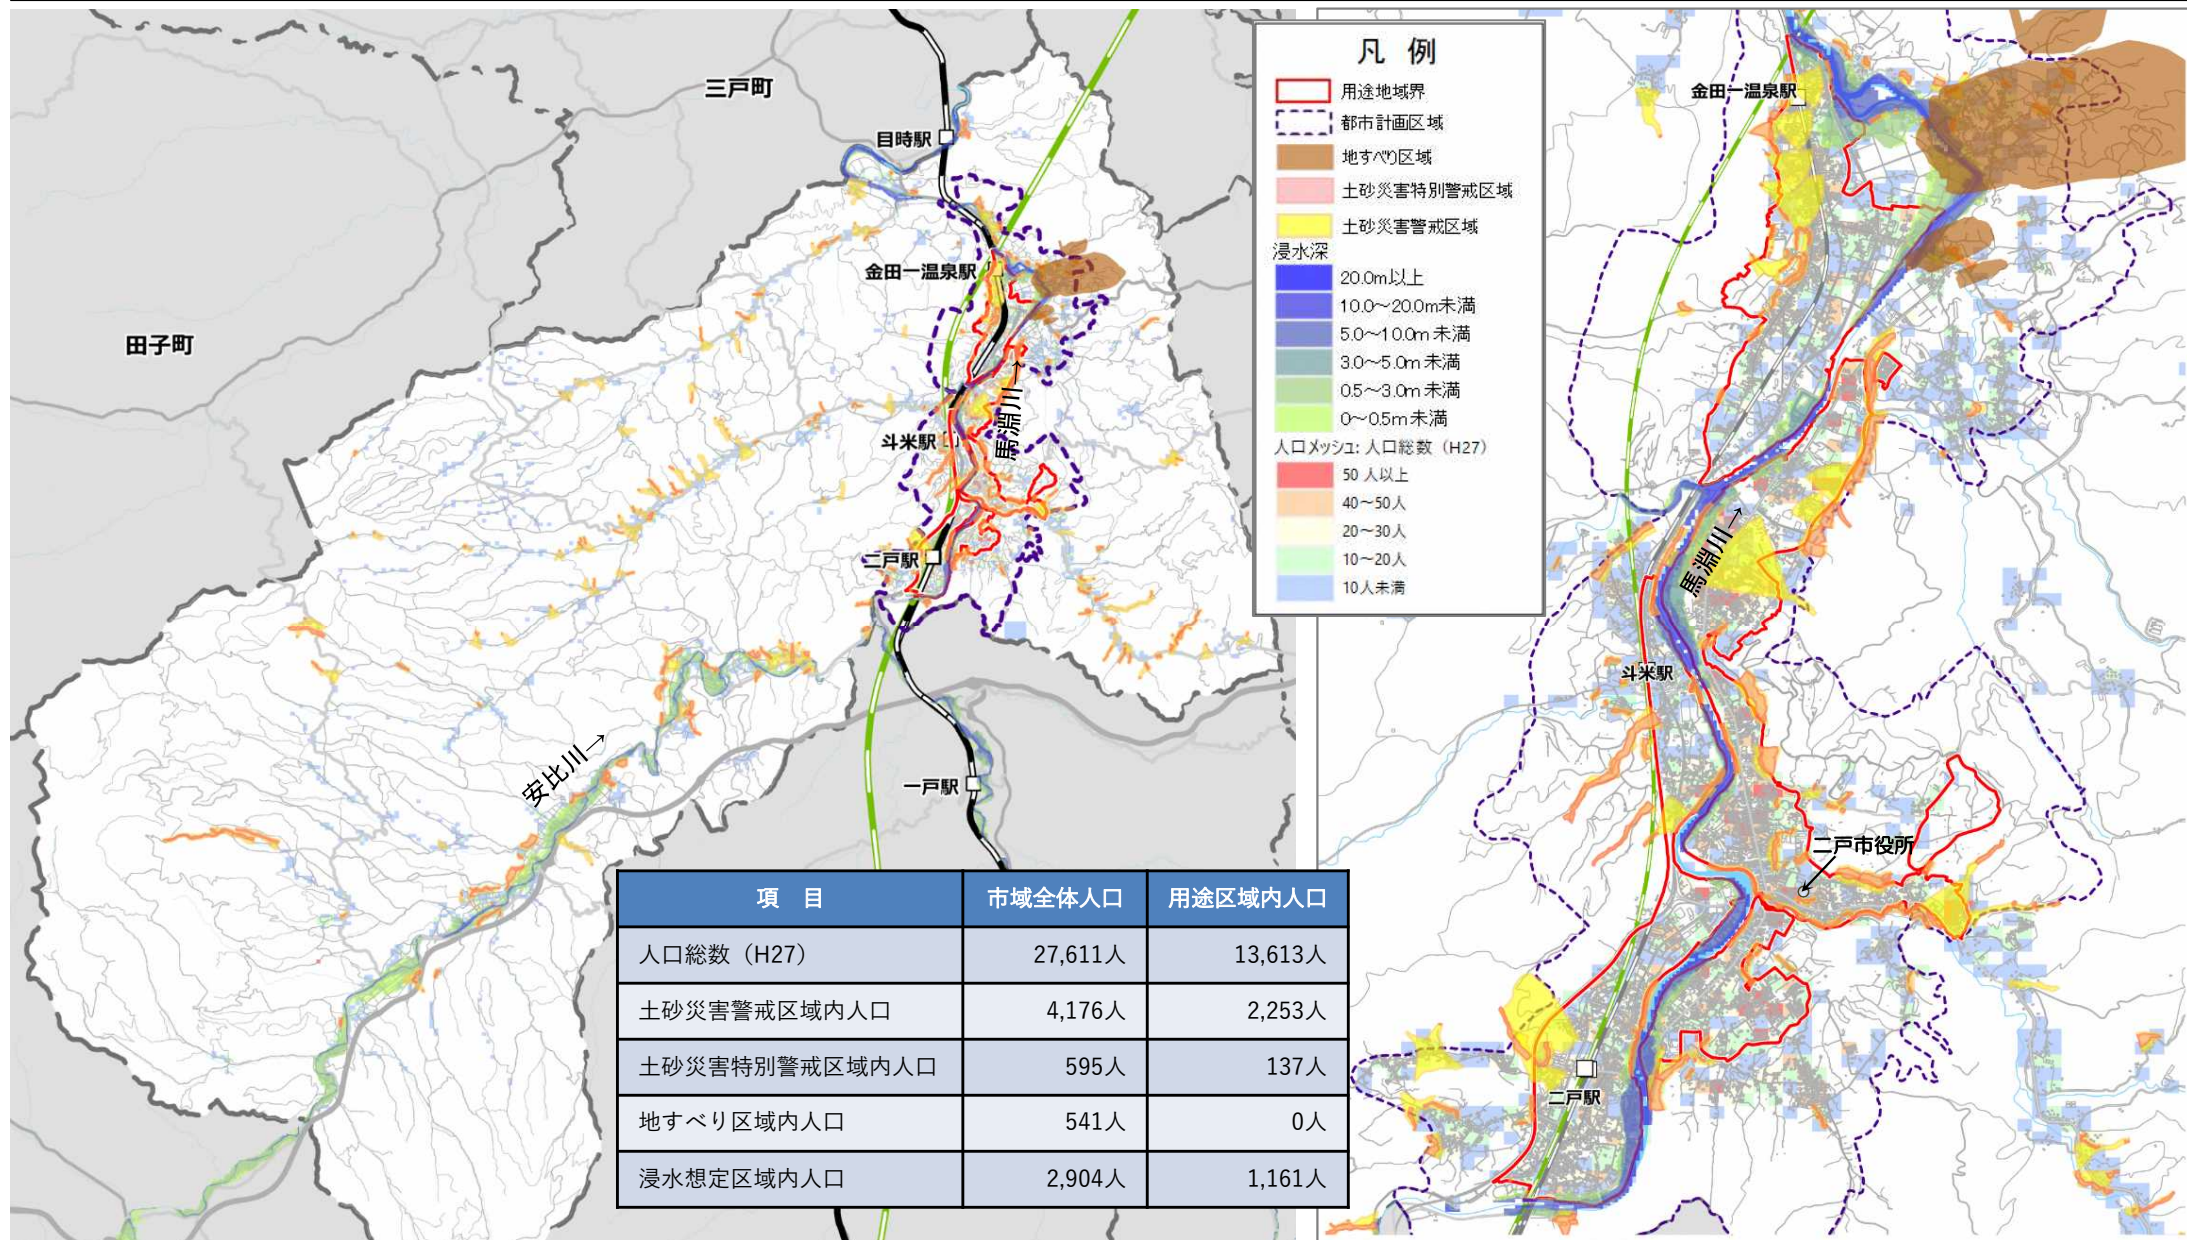 三戸町
目時駅
田子町
金田一温泉駅
馬淵川→
斗米駅
二戸駅
安比川→
一戸駅
凡 例
用途地域界
都市計画区域
地すべり区域
土砂災害特別警戒区域
土砂災害警戒区域
浸水深
20.0m以上
10.0～20.0m未満
5.0～10.0m未満
3.0～5.0m未満
0.5～3.0m未満
0～0.5m未満
人口メッシュ: 人口総数（H27）
50 人以上
40～50人
20～30人
10～20人
10人未満
金田一温泉駅
馬淵川→
斗米駅
二戸市役所
二戸駅
項 目 市域全体人口 用途区域内人口
人口総数（H27） 27,611人 13,613人
土砂災害警戒区域内人口 4,176人 2,253人
土砂災害特別警戒区域内人口 595人 137人
地すべり区域内人口 541人 0人
浸水想定区域内人口 2,904人 1,161人